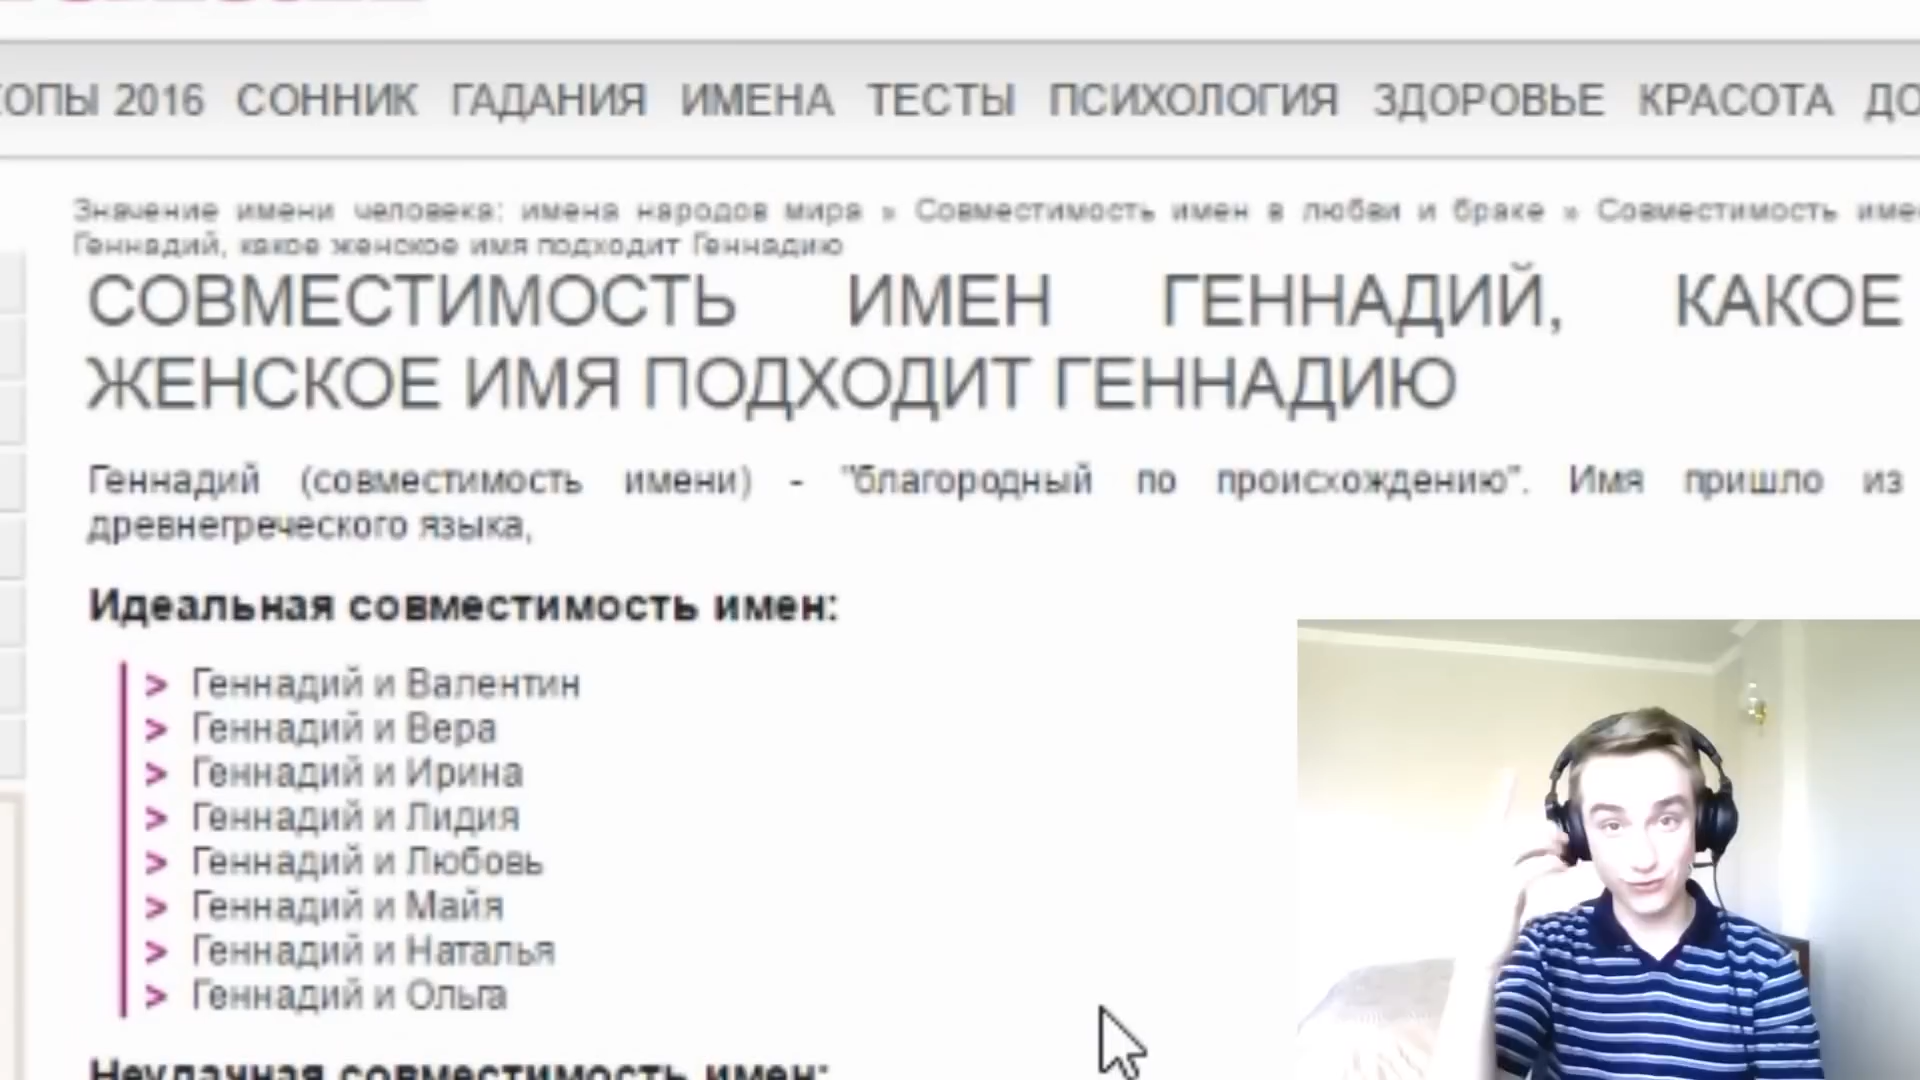 ОПЫ 2016 СОННИК ГАДАНИЯ ИМЕНА ТЕСТЫ ПСИХОЛОГИЯ ЗДОРОВЬЕ КРАСОТА ДО
Значение имени человека: имена народов мира » Совместимость имен в любви и браке » Совместимость имен
Геннадий, какое женское имя подходит Геннадию
СОВМЕСТИМОСТЬ ИМЕН ГЕННАДИЙ, КАКОЕ
ЖЕНСКОЕ ИМЯ ПОДХОДИТ ГЕННАДИЮ
Геннадий (совместимость имени) - "благородный по происхождению". Имя пришло из
древнегреческого языка,
Идеальная совместимость имен:
> Геннадий и Валентин
> Геннадий и Вера
> Геннадий и Ирина
> Геннадий и Лидия
> Геннадий и Любовь
> Геннадий и Майя
> Геннадий и Наталья
> Геннадий и Ольга
Неудачная совместимость имен: